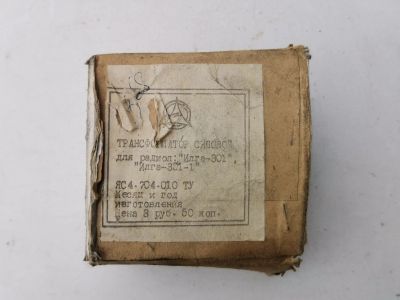 ТРАНСФОРМАТОР СИЛОВОЙ
для радиол: "Илга-301",
"Илга-301-1"
ЯС4.704.010 ТУ
Месяц и год
изготовления
Цена 3 руб. 50 коп.